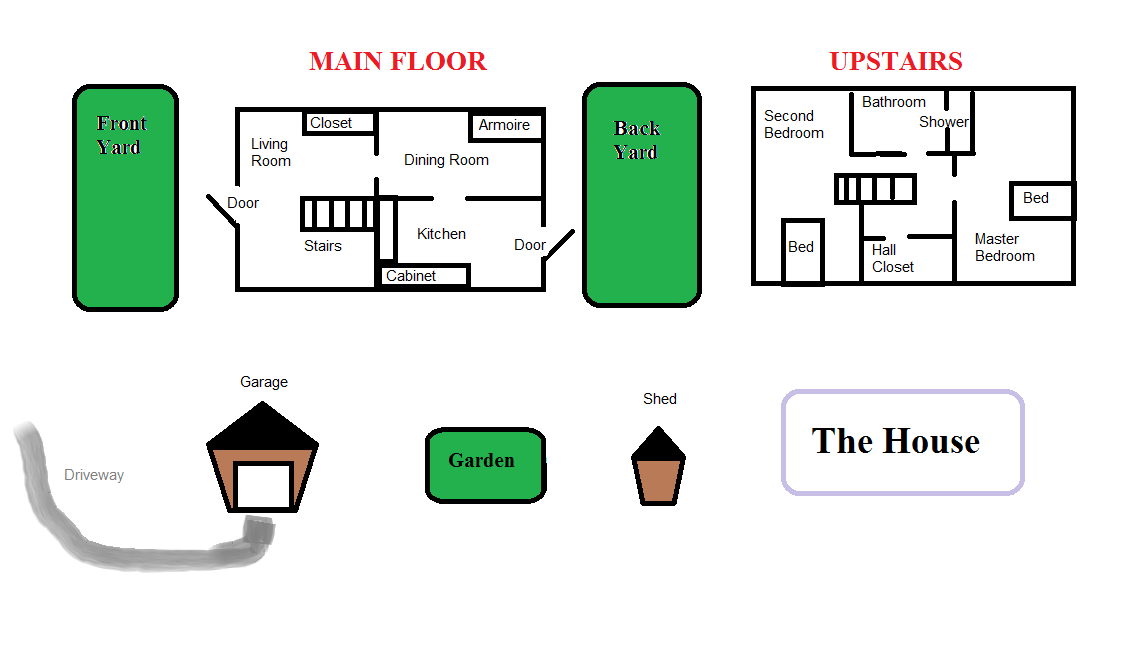 MAIN FLOOR
UPSTAIRS
Front
Yard
Closet
Living
Room
Armoire
Dining Room
Door
Stairs
Kitchen
Door
Cabinet
Back
Yard
Second
Bedroom
Bathroom
Shower
Bed
Bed
Hall
Closet
Master
Bedroom
Garage
Driveway
Garden
Shed
The House